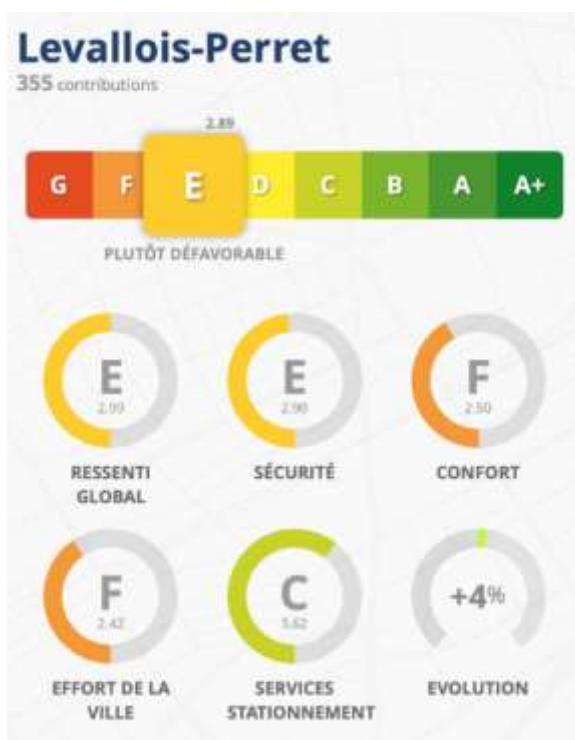 Levallois-Perret
355 contributions
2.89
G F E D C B A A+
PLUTÔT DÉFAVORABLE
E
2.99
RESSENTI
GLOBAL
E
2.90
SÉCURITÉ
F
2.50
CONFORT
F
2.42
EFFORT DE LA
VILLE
C
3.62
SERVICES
STATIONNEMENT
+4%
EVOLUTION